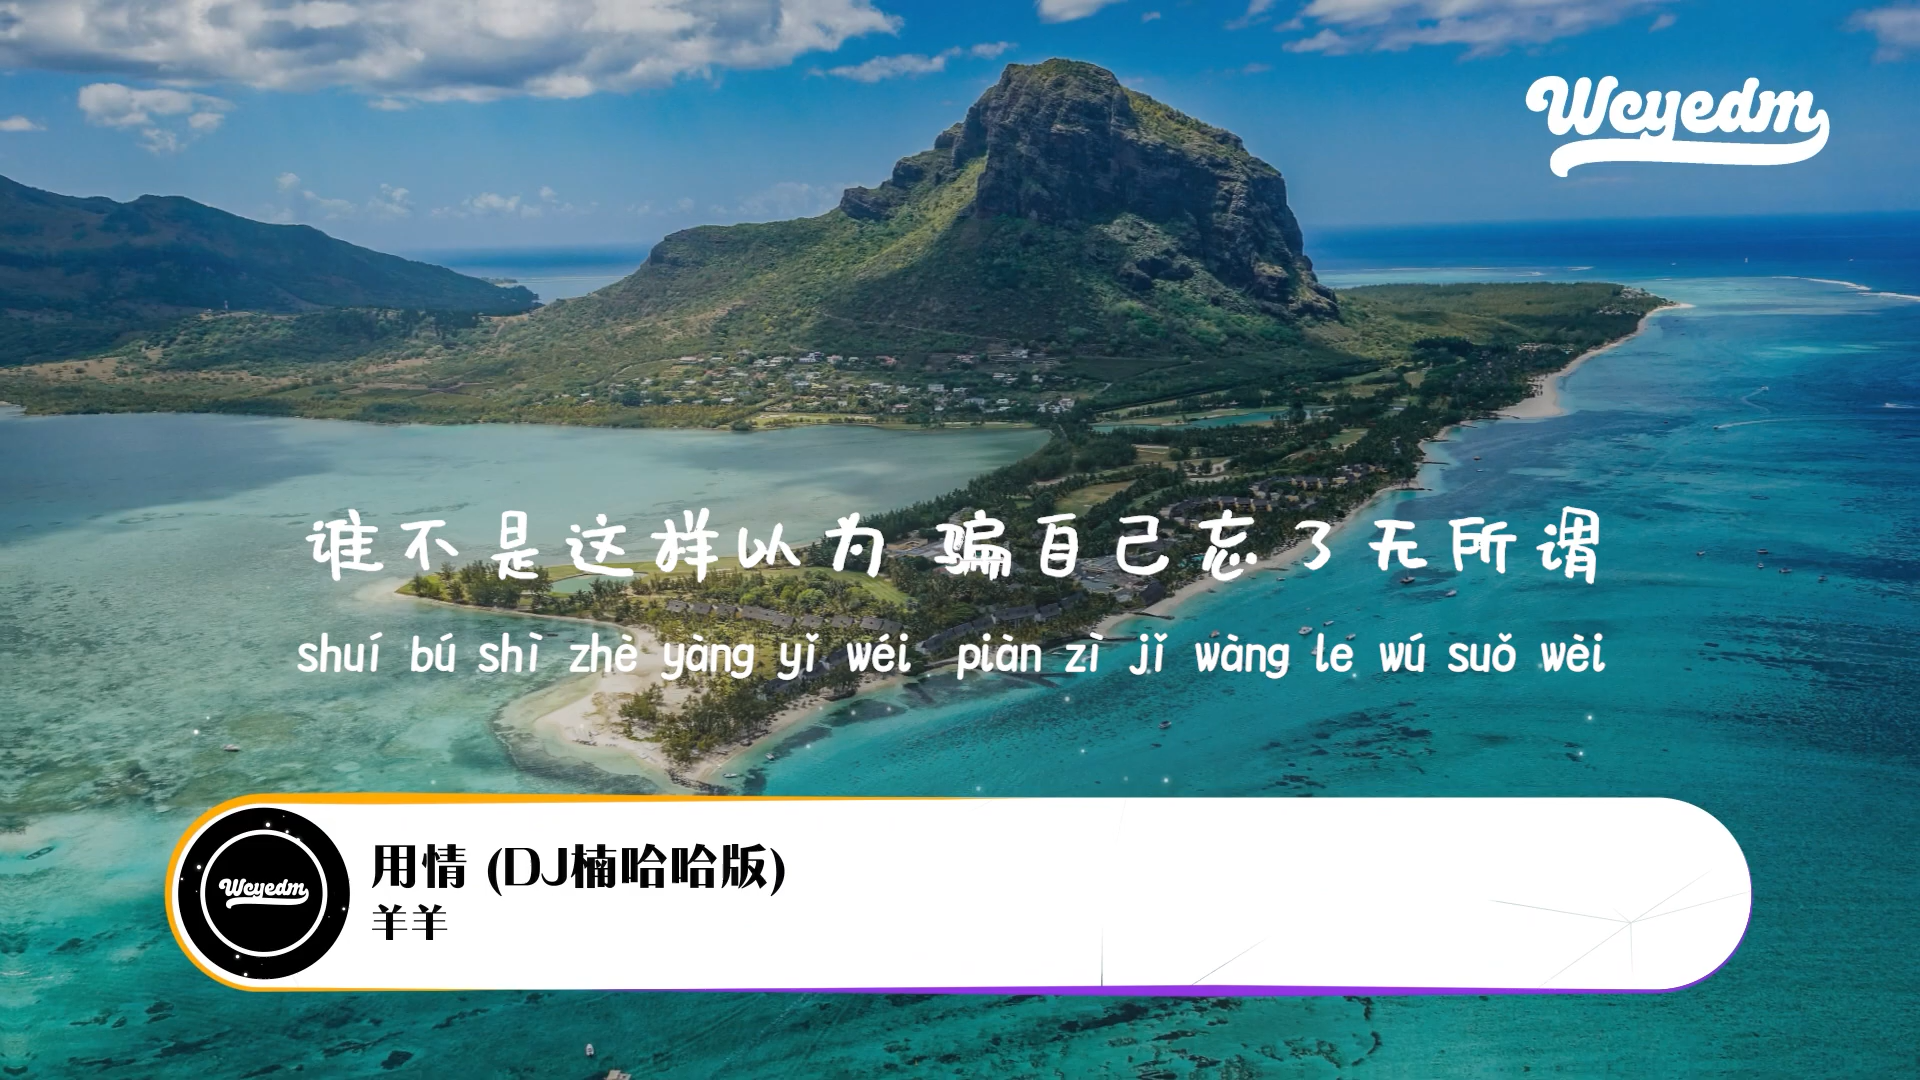 Wcyedm
谁不是这样以为 骗自己忘了无所谓
shuí bú shì zhè yàng yǐ wéi piàn zì jǐ wàng le wú suǒ wèi
Wcyedm
用情 (DJ楠哈哈版)
羊羊